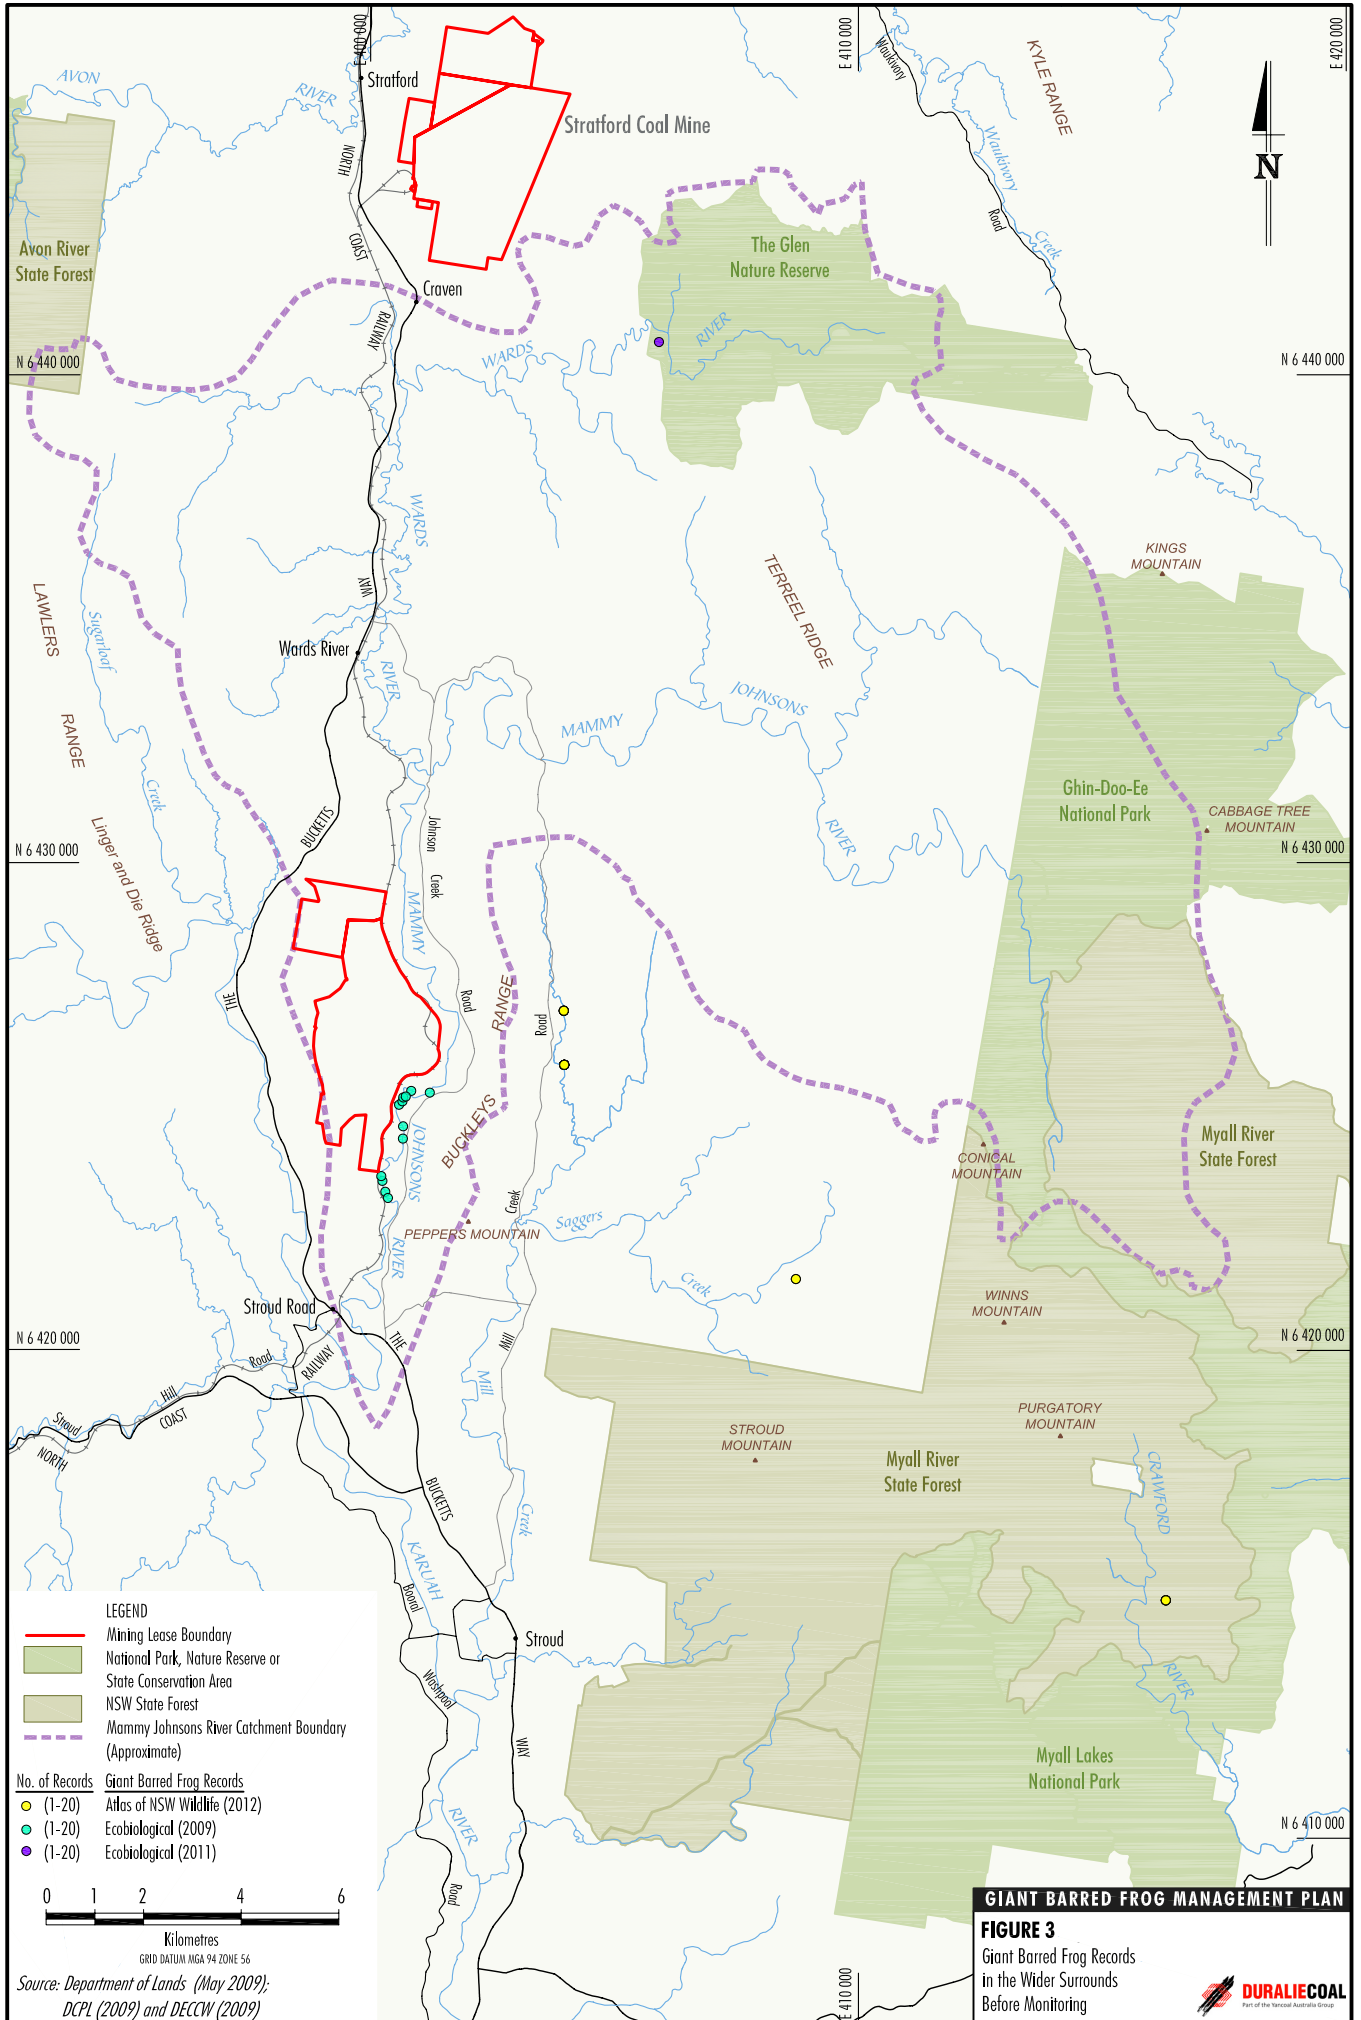 E 400 000
E 410 000
E 420 000
AVON
RIVER
Stratford
Stratford Coal Mine
Waukivory
KYLE RANGE
Waukivory
Road
Creek
N
NORTH
COAST
RAILWAY
Avon River
State Forest
The Glen
Nature Reserve
Craven
WARDS
RIVER
N 6 440 000
N 6 440 000
WARDS
RIVER
WAY
Wards River
LAWLERS
RANGE
Sugarloaf
Creek
Linger and Die Ridge
TERREEL RIDGE
KINGS
MOUNTAIN
MAMMY
JOHNSONS
RIVER
Ghin-Doo-Ee
National Park
CABBAGE TREE
MOUNTAIN
BUCKETTS
Johnson
Creek
Road
N 6 430 000
N 6 430 000
MAMMY
THE
RANGE
BUCKLEYS
Road
Creek
Mill
JOHNSONS
RIVER
PEPPERS MOUNTAIN
Saggers
Creek
CONICAL
MOUNTAIN
Myall River
State Forest
WINNS
MOUNTAIN
Stroud Road
N 6 420 000
N 6 420 000
THE
RAILWAY
Road
Hill
Stroud
COAST
NORTH
Mill
Creek
STROUD
MOUNTAIN
PURGATORY
MOUNTAIN
Myall River
State Forest
CRAWFORD
RIVER
BUCKETTS
WAY
KARUAH
RIVER
Booral
Washpool
Road
Stroud
Myall Lakes
National Park
N 6 410 000
E 410 000
LEGEND
Mining Lease Boundary
National Park, Nature Reserve or
State Conservation Area
NSW State Forest
Mammy Johnsons River Catchment Boundary
(Approximate)
No. of Records Giant Barred Frog Records
(1-20) Atlas of NSW Wildlife (2012)
(1-20) Ecobiological (2009)
(1-20) Ecobiological (2011)
0 1 2 4 6
Kilometres
GRID DATUM MGA 94 ZONE 56
Source: Department of Lands (May 2009);
DCPL (2009) and DECCW (2009)
GIANT BARRED FROG MANAGEMENT PLAN
FIGURE 3
Giant Barred Frog Records
in the Wider Surrounds
Before Monitoring
DURALIE COAL
Part of the Yancoal Australia Group